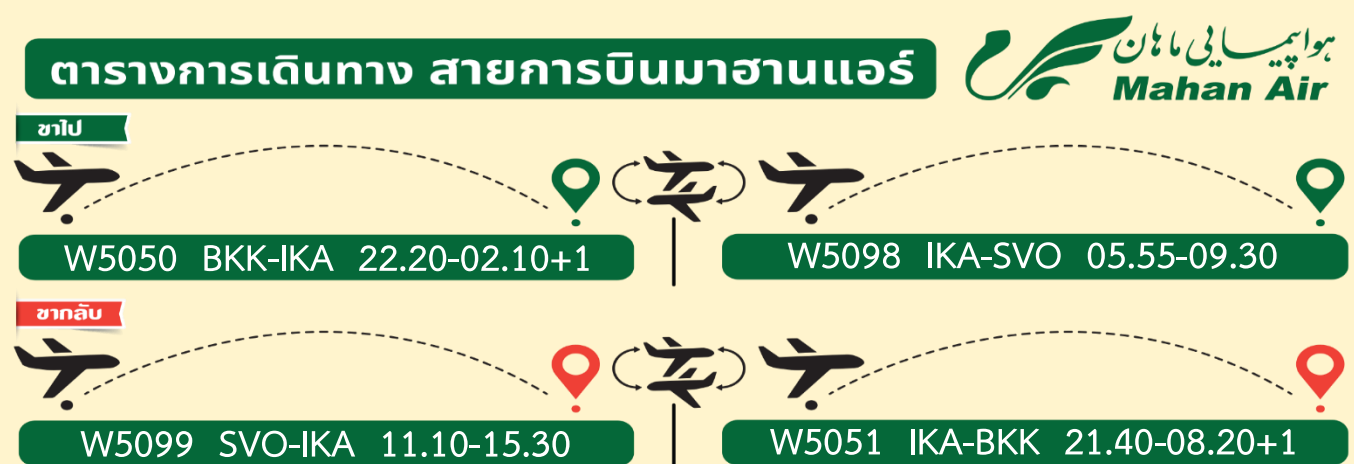 ตารางการเดินทาง สายการบินมาฮานแอร์
هواپیمایی ماهان
Mahan Air
ขาไป
W5050 BKK-IKA 22.20-02.10+1
W5098 IKA-SVO 05.55-09.30
ขากลับ
W5099 SVO-IKA 11.10-15.30
W5051 IKA-BKK 21.40-08.20+1